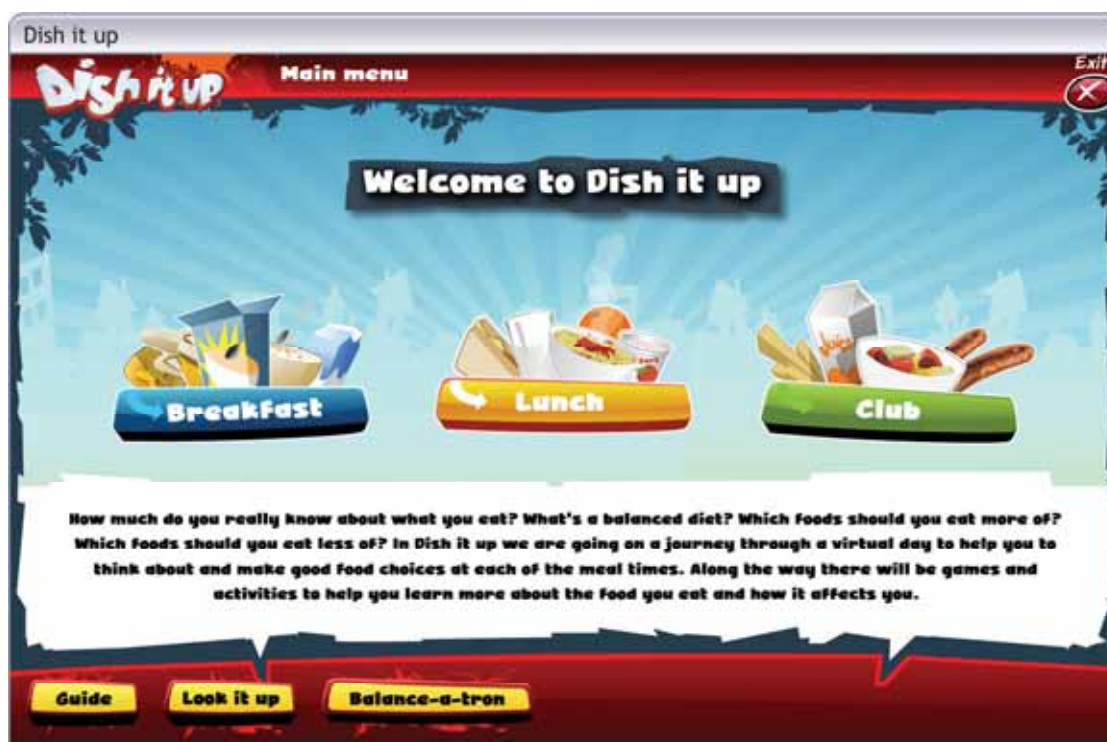 Dish it up
Dish it up
Main menu
Exit
Welcome to Dish it up
Juice
Breakfast
Lunch
Club
How much do you really know about what you eat? What's a balanced diet? Which foods should you eat more of?
Which foods should you eat less of? In Dish it up we are going on a journey through a virtual day to help you to
think about and make good food choices at each of the meal times. Along the way there will be games and
activities to help you learn more about the food you eat and how it affects you.
Guide
Look it up
Balance-a-tron